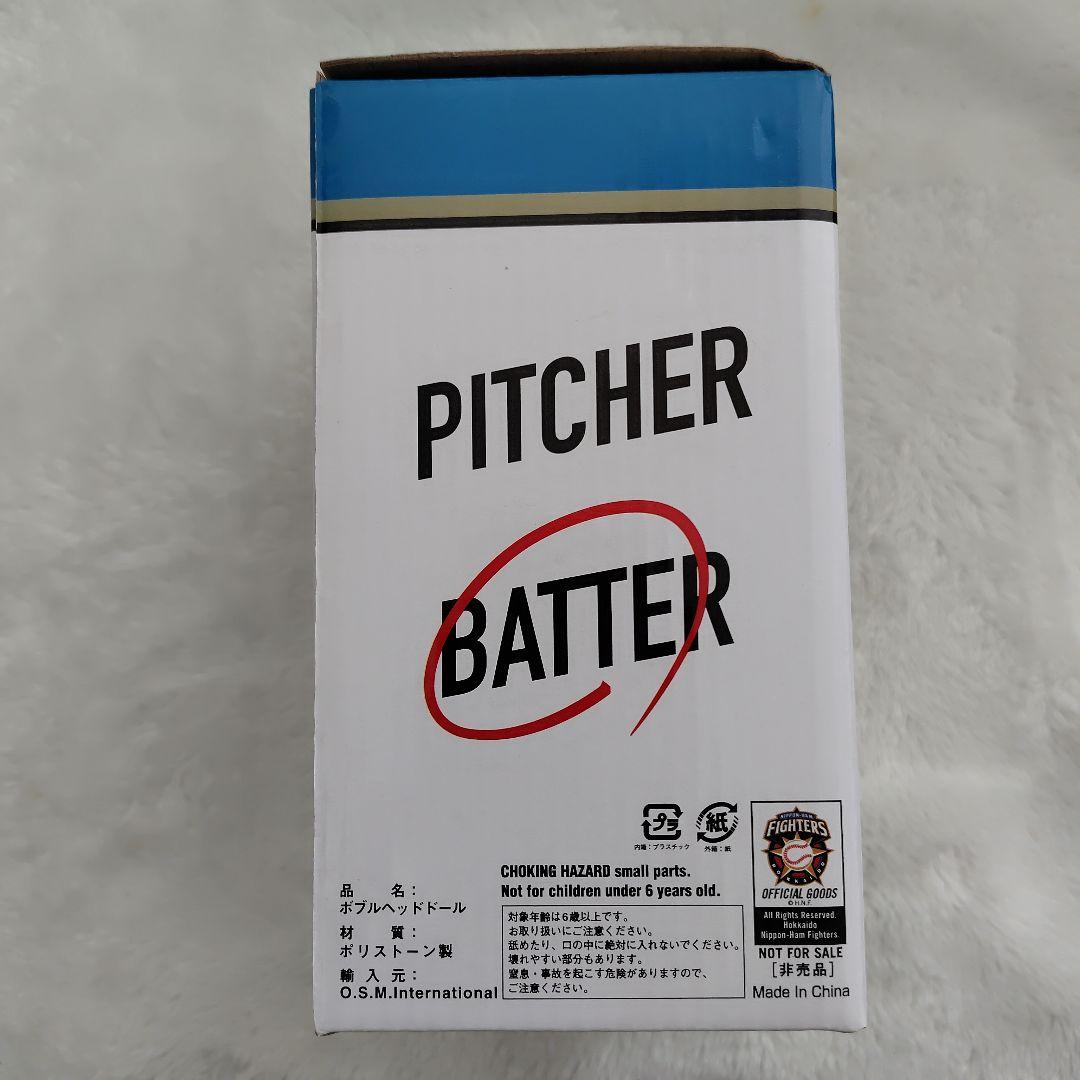 PITCHER
BATTER
プラ
内箱：プラスチック
紙
外箱：紙
CHOKING HAZARD small parts.
Not for children under 6 years old.
品 名：
ボブルヘッドドール
材 質：
ポリストーン製
輸入元：
O.S.M.International
対象年齢は6歳以上です。
お取り扱いにご注意ください。
舐めたり、口の中に絶対に入れないでください。
壊れやすい部分もあります。
窒息・事故を起こす危険がありますので、
ご注意ください。
NIPPON-HAM
FIGHTERS
HOKKAIDO
OFFICIAL GOODS
©H.N.F.
All Rights Reserved.
Hokkaido
Nippon-Ham Fighters
NOT FOR SALE
[非売品]
Made In China